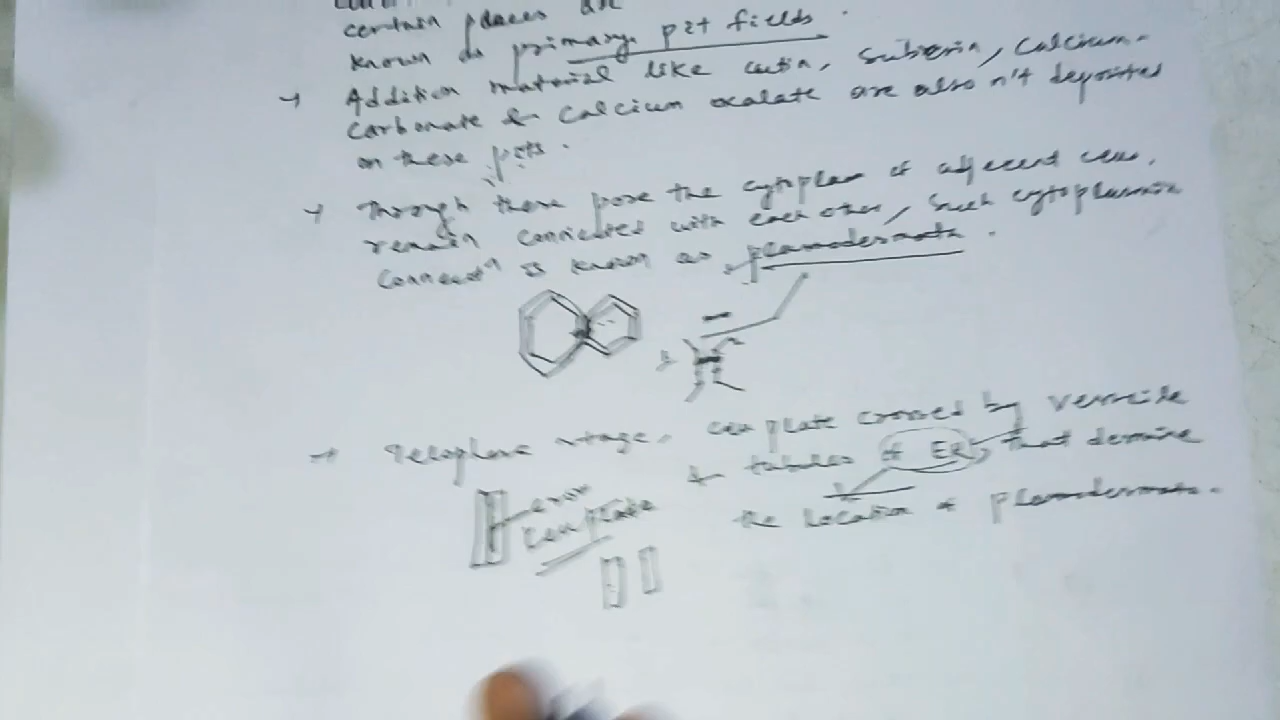 certain places are
known as primary pit fields.
→ Addition material like cutin, Suberin, Calcium-
carbonate & Calcium oxalate are also n't deposited
on these pits.
→ Through these pore the cytoplasm of adjecent cells,
remain connected with each other, Such cytoplasmic
Connectⁿ is known as plasmodesmata.
→ Telophase stage, cell plate crossed by vesicle
& tubules of ER, that dermine
the location of plasmodesmata.
cell plate